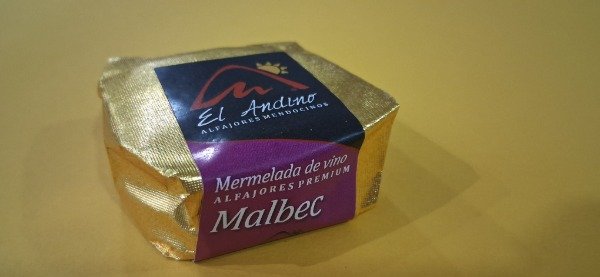 El Andino
ALFAJORES MENDOCINOS
Mermelada de vino
ALFAJORES PREMIUM
Malbec